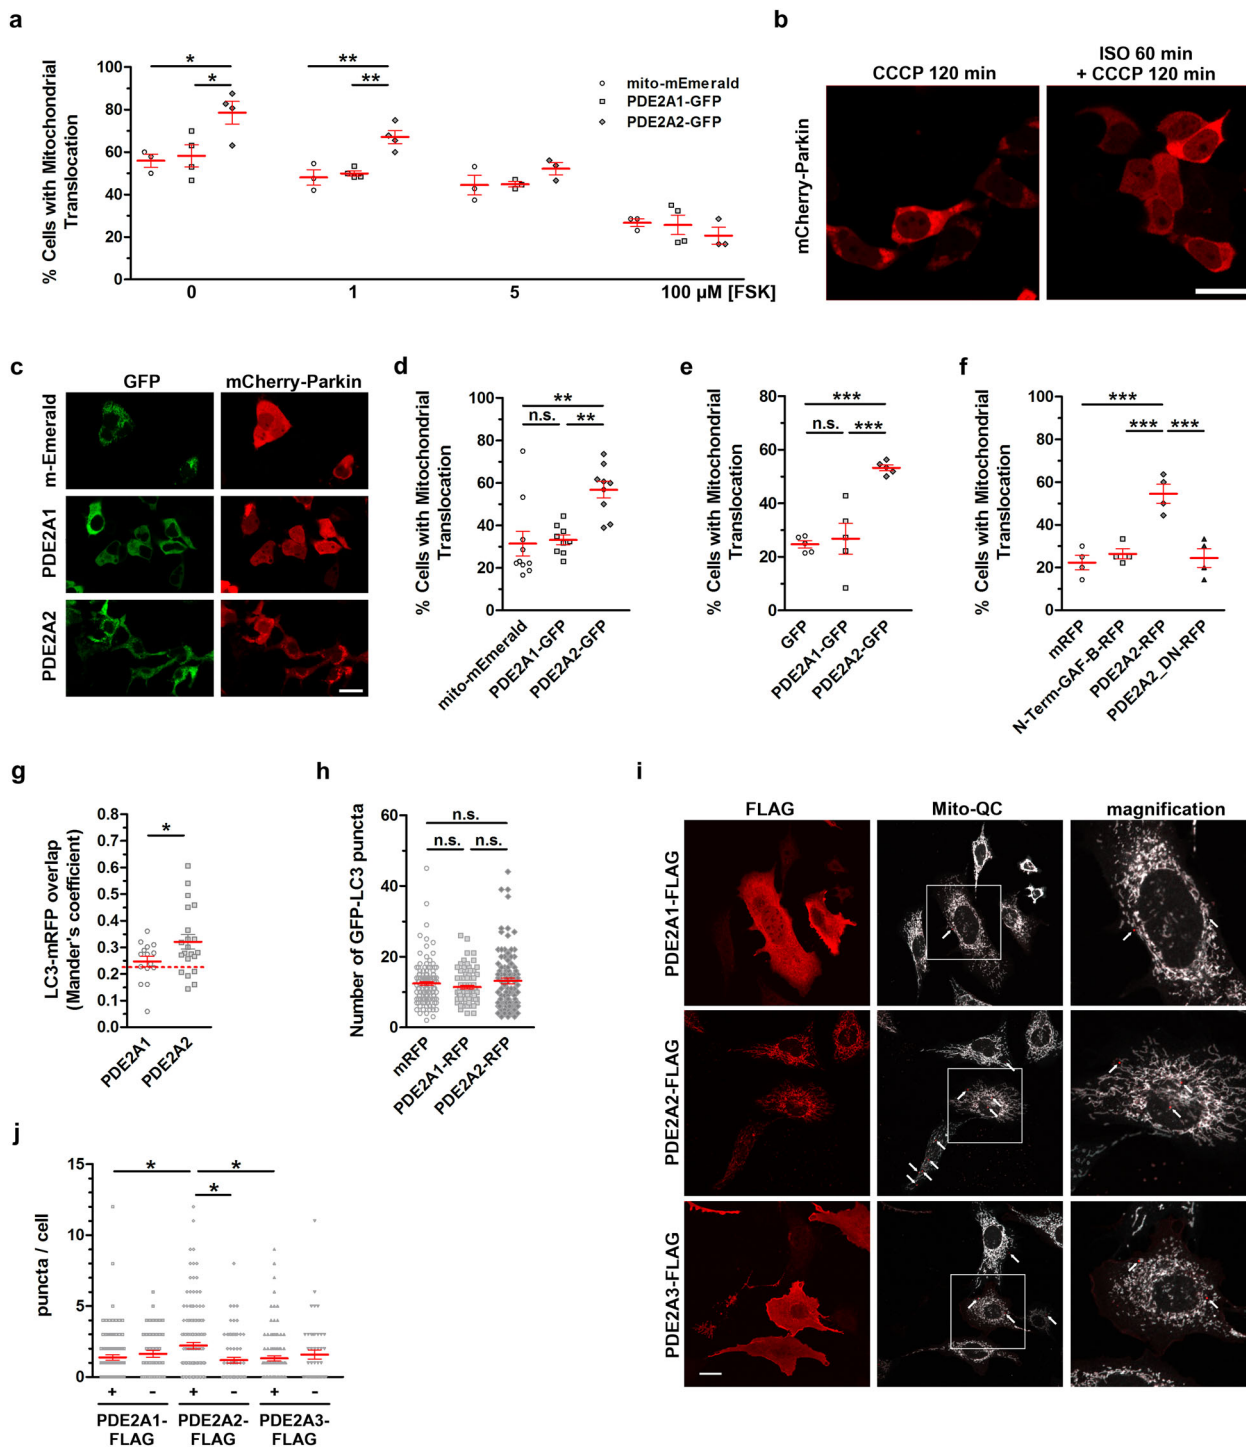 a
% Cells with Mitochondrial
Translocation
100
80
60
40
20
0
*
*
**
**
mito-mEmerald
PDE2A1-GFP
PDE2A2-GFP
0
1
5
100 µM [FSK]
b
CCCP 120 min
ISO 60 min
+ CCCP 120 min
mCherry-Parkin
c
GFP
mCherry-Parkin
m-Emerald
PDE2A1
PDE2A2
d
% Cells with Mitochondrial
Translocation
100
80
60
40
20
0
**
n.s.
**
mito-mEmerald
PDE2A1-GFP
PDE2A2-GFP
e
% Cells with Mitochondrial
Translocation
80
60
40
20
0
***
n.s.
***
GFP
PDE2A1-GFP
PDE2A2-GFP
f
% Cells with Mitochondrial
Translocation
100
80
60
40
20
0
***
***
***
mRFP
N-Term-GAF-B-RFP
PDE2A2-RFP
PDE2A2_DN-RFP
g
LC3-mRFP overlap
(Mander's coefficient)
0.8
0.7
0.6
0.5
0.4
0.3
0.2
0.1
0.0
*
PDE2A1
PDE2A2
h
Number of GFP-LC3 puncta
60
40
20
0
n.s.
n.s.
n.s.
mRFP
PDE2A1-RFP
PDE2A2-RFP
i
FLAG
Mito-QC
magnification
PDE2A1-FLAG
PDE2A2-FLAG
PDE2A3-FLAG
j
puncta / cell
15
10
5
0
*
*
*
+
-
+
-
+
-
PDE2A1-
FLAG
PDE2A2-
FLAG
PDE2A3-
FLAG